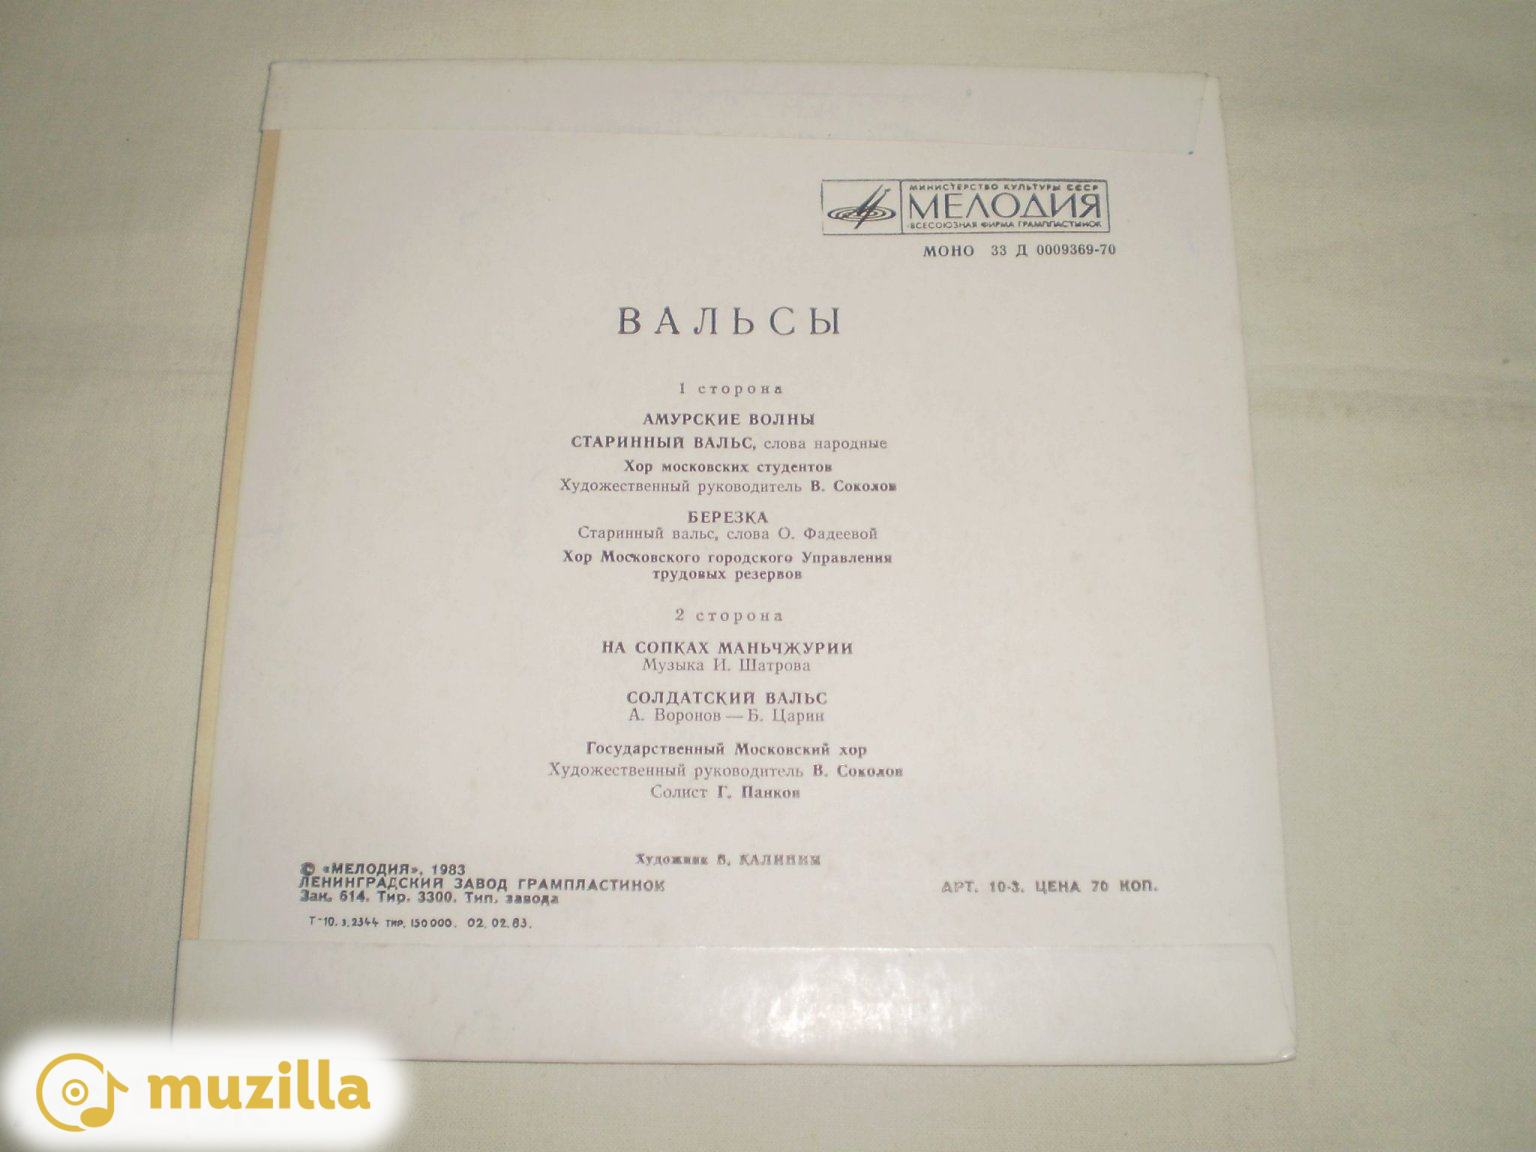 МИНИСТЕРСТВО КУЛЬТУРЫ СССР
МЕЛОДИЯ
ВСЕСОЮЗНАЯ ФИРМА ГРАМПЛАСТИНОК
МОНО 33 Д 0009369-70
ВАЛЬСЫ
1 сторона
АМУРСКИЕ ВОЛНЫ
СТАРИННЫЙ ВАЛЬС, слова народные
Хор московских студентов
Художественный руководитель В. Соколов
БЕРЕЗКА
Старинный вальс, слова О. Фадеевой
Хор Московского городского Управления
трудовых резервов
2 сторона
НА СОПКАХ МАНЬЧЖУРИИ
Музыка И. Шатрова
СОЛДАТСКИЙ ВАЛЬС
А. Воронов — Б. Царин
Государственный Московский хор
Художественный руководитель В. Соколов
Солист Г. Панков
Художник В. КАЛИНИН
© «МЕЛОДИЯ», 1983
ЛЕНИНГРАДСКИЙ ЗАВОД ГРАМПЛАСТИНОК
Зак. 614. Тир. 3300. Тип. завода
АРТ. 10-3. ЦЕНА 70 КОП.
Т-10. з. 2344 тир. 150000. 02. 02. 83.
muzilla